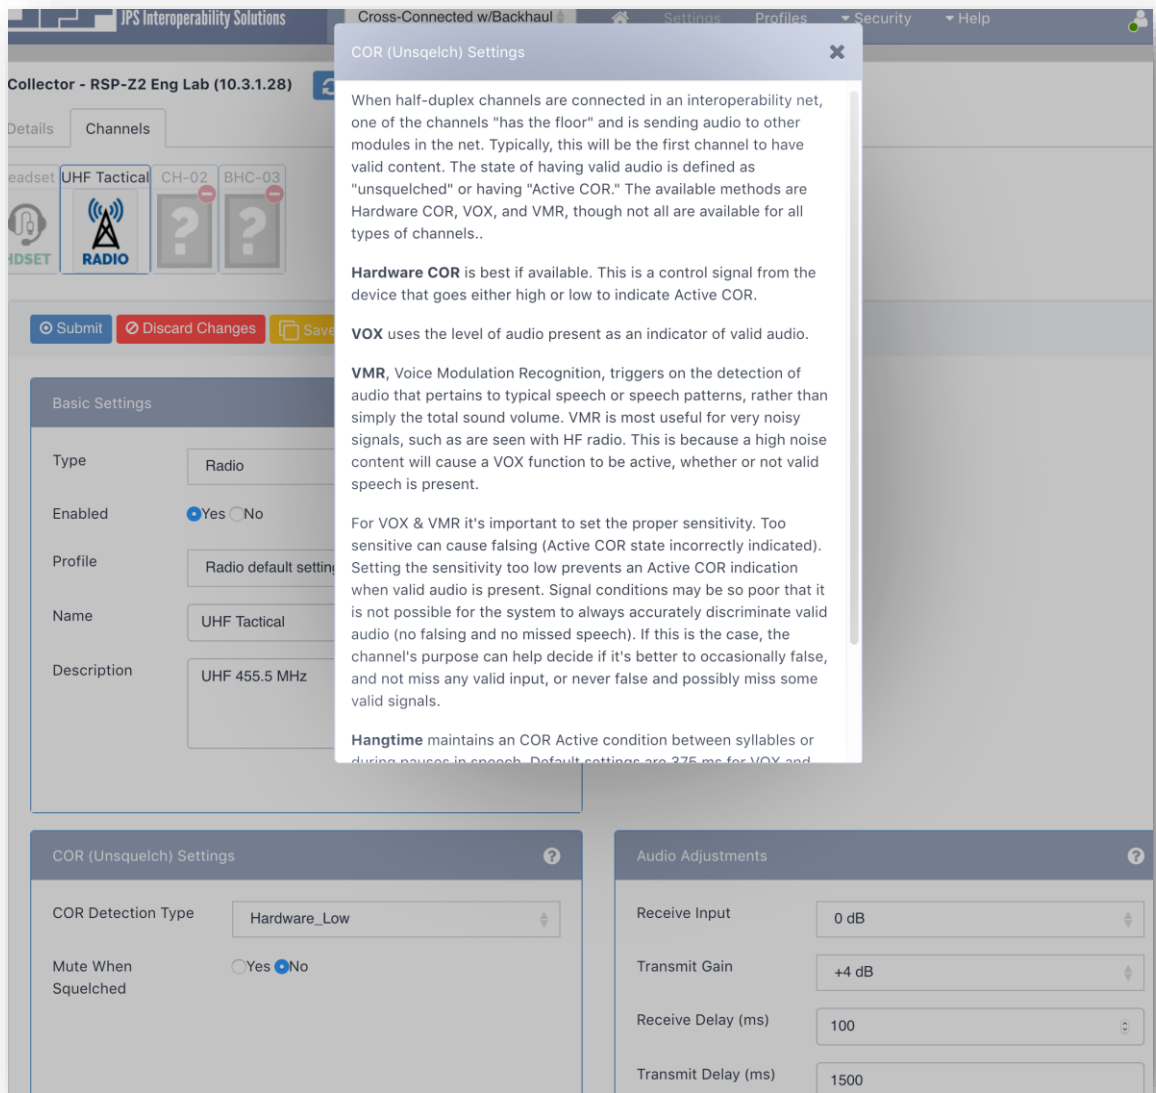 JPS Interoperability Solutions
Cross-Connected w/Backhaul
Settings
Profiles
Security
Help
COR (Unsqelch) Settings
Collector - RSP-Z2 Eng Lab (10.3.1.28)
Details
Channels
eadset
UHF Tactical
CH-02
BHC-03
HDSET
RADIO
Submit
Discard Changes
Save
When half-duplex channels are connected in an interoperability net,
one of the channels "has the floor" and is sending audio to other
modules in the net. Typically, this will be the first channel to have
valid content. The state of having valid audio is defined as
"unsquelched" or having "Active COR." The available methods are
Hardware COR, VOX, and VMR, though not all are available for all
types of channels..
Hardware COR is best if available. This is a control signal from the
device that goes either high or low to indicate Active COR.
VOX uses the level of audio present as an indicator of valid audio.
VMR, Voice Modulation Recognition, triggers on the detection of
audio that pertains to typical speech or speech patterns, rather than
simply the total sound volume. VMR is most useful for very noisy
signals, such as are seen with HF radio. This is because a high noise
content will cause a VOX function to be active, whether or not valid
speech is present.
For VOX & VMR it's important to set the proper sensitivity. Too
sensitive can cause falsing (Active COR state incorrectly indicated).
Setting the sensitivity too low prevents an Active COR indication
when valid audio is present. Signal conditions may be so poor that it
is not possible for the system to always accurately discriminate valid
audio (no falsing and no missed speech). If this is the case, the
channel's purpose can help decide if it's better to occasionally false,
and not miss any valid input, or never false and possibly miss some
valid signals.
Hangtime maintains an COR Active condition between syllables or
during pauses in speech. Default settings are 375 ms for VOX and
Basic Settings
Type
Radio
Enabled
Yes
No
Profile
Radio default setting
Name
UHF Tactical
Description
UHF 455.5 MHz
COR (Unsquelch) Settings
COR Detection Type
Hardware_Low
Mute When
Squelched
Yes
No
Audio Adjustments
Receive Input
0 dB
Transmit Gain
+4 dB
Receive Delay (ms)
100
Transmit Delay (ms)
1500